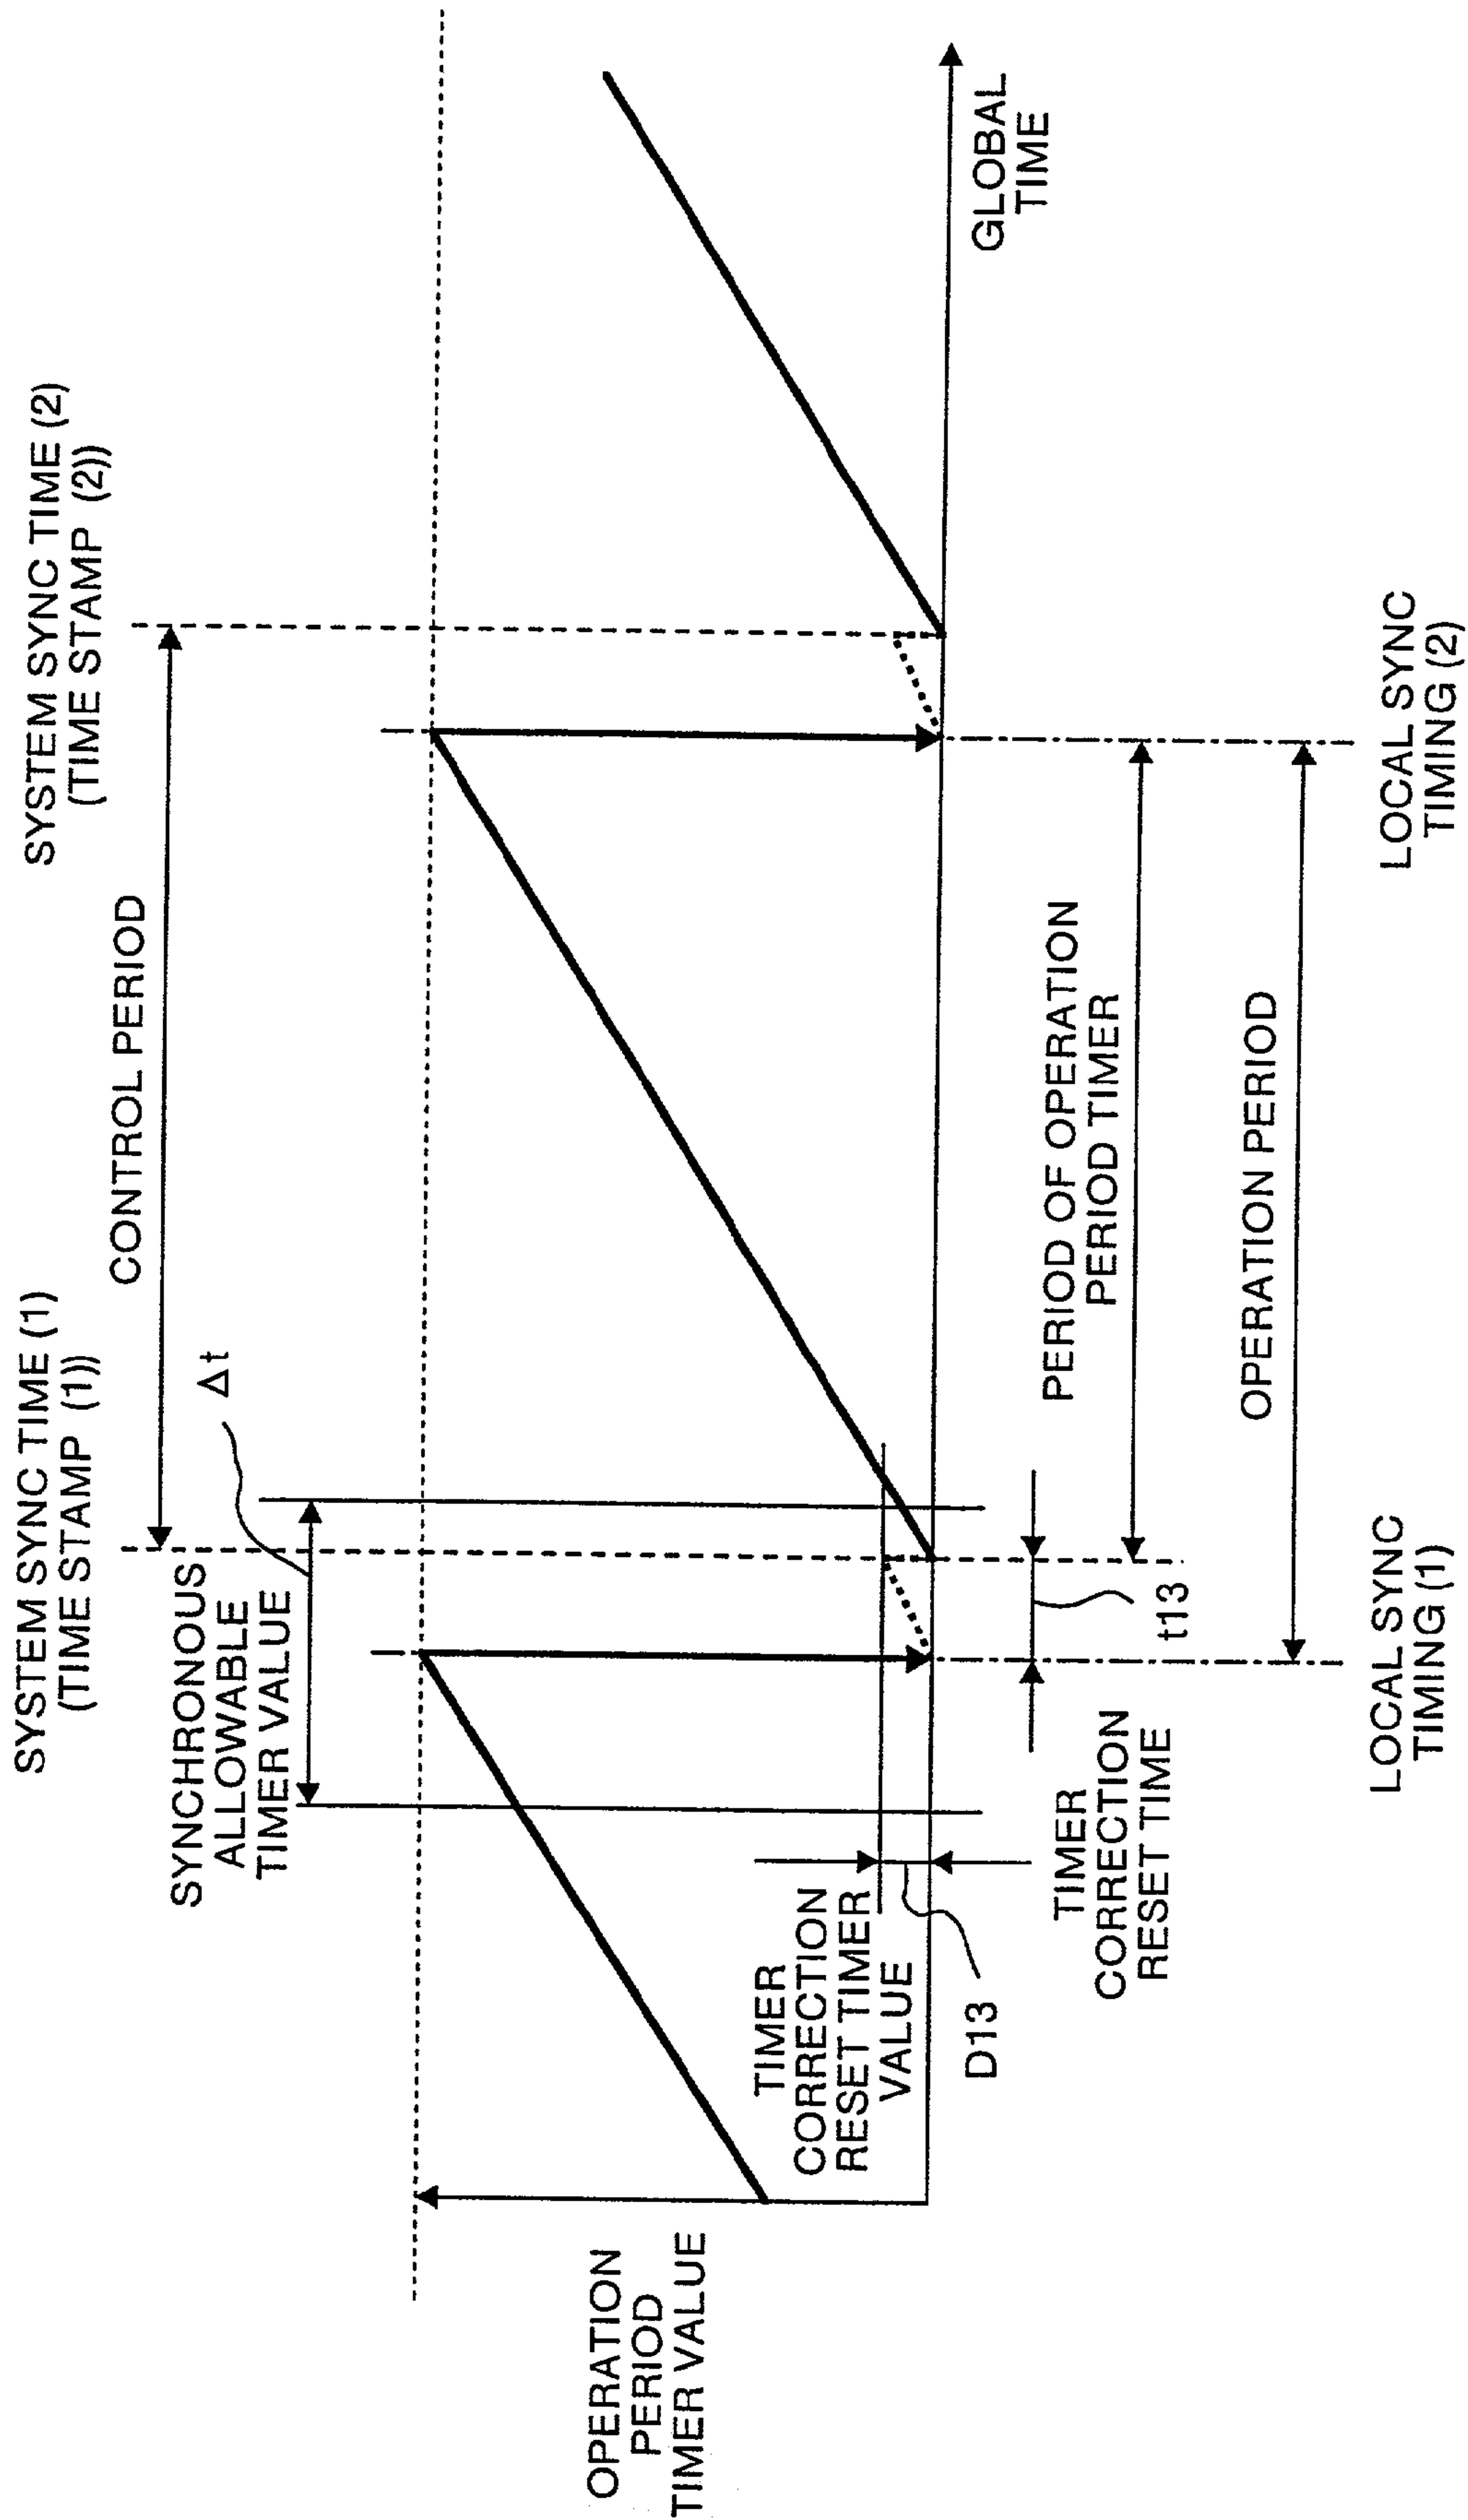 SYSTEM SYNC TIME (1)
(TIME STAMP (1))
SYSTEM SYNC TIME (2)
(TIME STAMP (2))
CONTROL PERIOD
Δt
SYNCHRONOUS
ALLOWABLE
TIMER VALUE
OPERATION
PERIOD
TIMER VALUE
TIMER
CORRECTION
RESET TIMER
VALUE
D13
GLOBAL
TIME
TIMER
CORRECTION
RESET TIME
t13
PERIOD OF OPERATION
PERIOD TIMER
OPERATION PERIOD
LOCAL SYNC
TIMING (1)
LOCAL SYNC
TIMING (2)